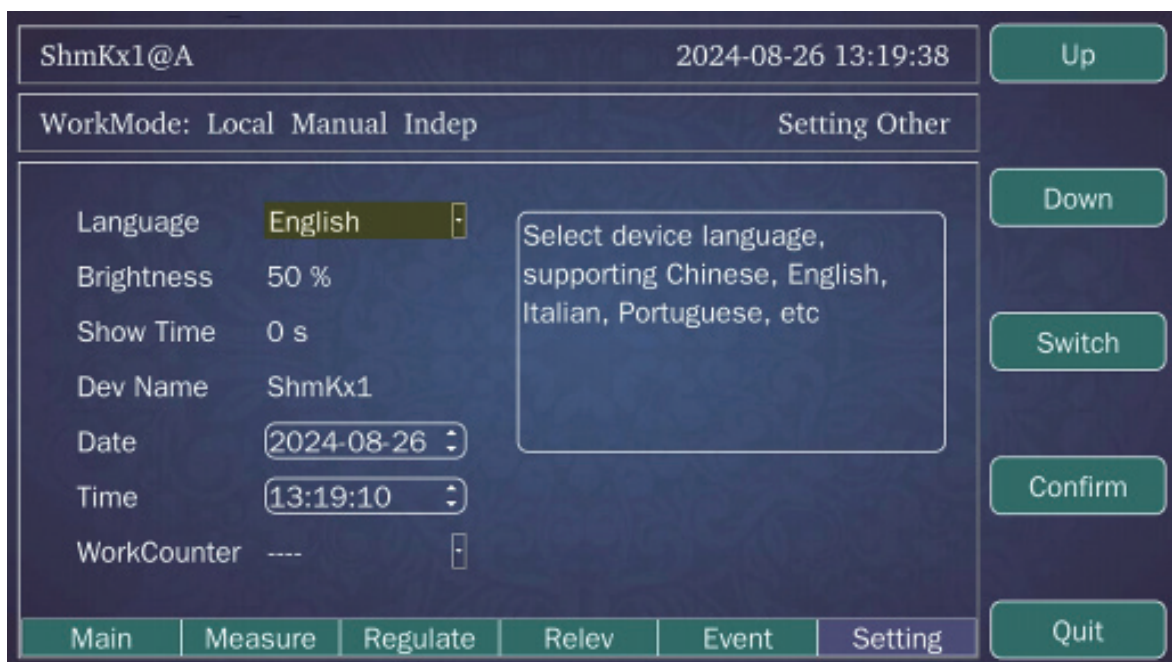 ShmKx1@A 2024-08-26 13:19:38
WorkMode: Local Manual Indep Setting Other
Language English
Brightness 50 %
Show Time 0 s
Dev Name ShmKx1
Date 2024-08-26
Time 13:19:10
WorkCounter ----
Select device language,
supporting Chinese, English,
Italian, Portuguese, etc
Main Measure Regulate Relev Event Setting
Up
Down
Switch
Confirm
Quit